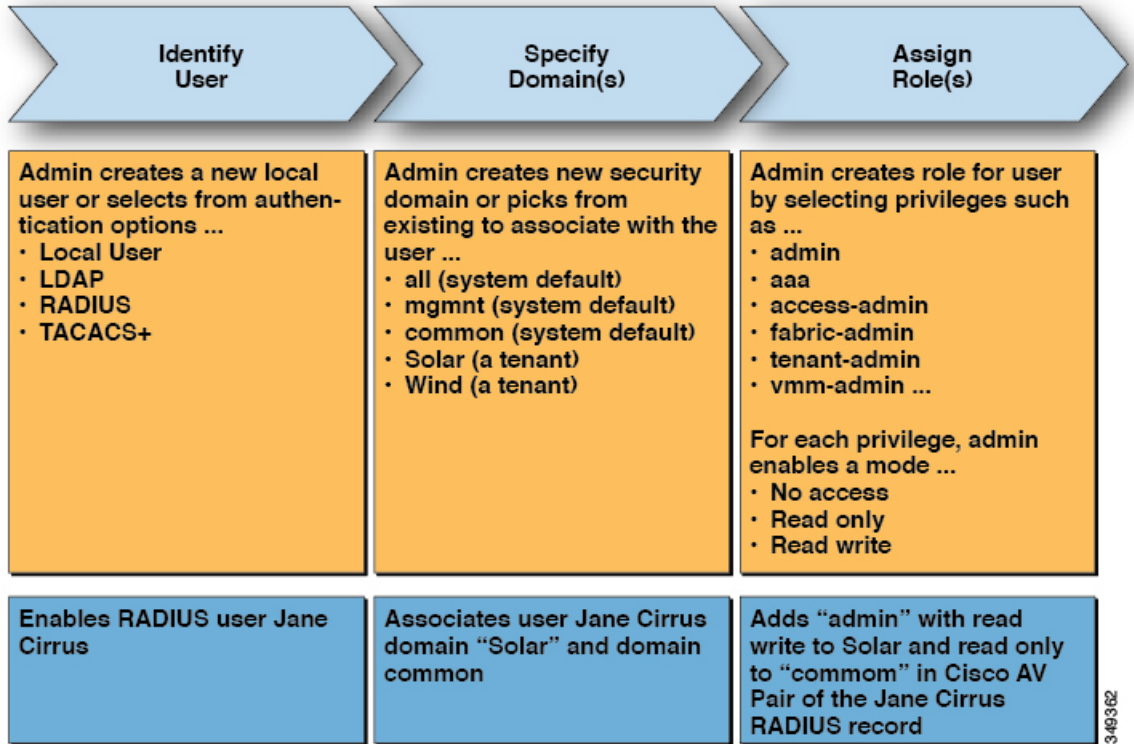 Identify
User
Specify
Domain(s)
Assign
Role(s)
Admin creates a new local
user or selects from authen-
tication options ...
• Local User
• LDAP
• RADIUS
• TACACS+
Admin creates new security
domain or picks from
existing to associate with the
user ...
• all (system default)
• mgmnt (system default)
• common (system default)
• Solar (a tenant)
• Wind (a tenant)
Admin creates role for user
by selecting privileges such
as ...
• admin
• aaa
• access-admin
• fabric-admin
• tenant-admin
• vmm-admin ...
For each privilege, admin
enables a mode ...
• No access
• Read only
• Read write
Enables RADIUS user Jane
Cirrus
Associates user Jane Cirrus
domain “Solar” and domain
common
Adds “admin” with read
write to Solar and read only
to “commom” in Cisco AV
Pair of the Jane Cirrus
RADIUS record
349362